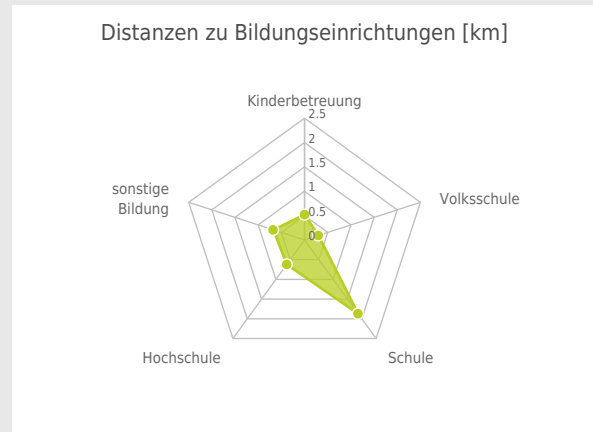 Distanzen zu Bildungseinrichtungen [km]
Kinderbetreuung
2.5
2
1.5
1
0.5
0
sonstige
Bildung
Volksschule
Hochschule
Schule